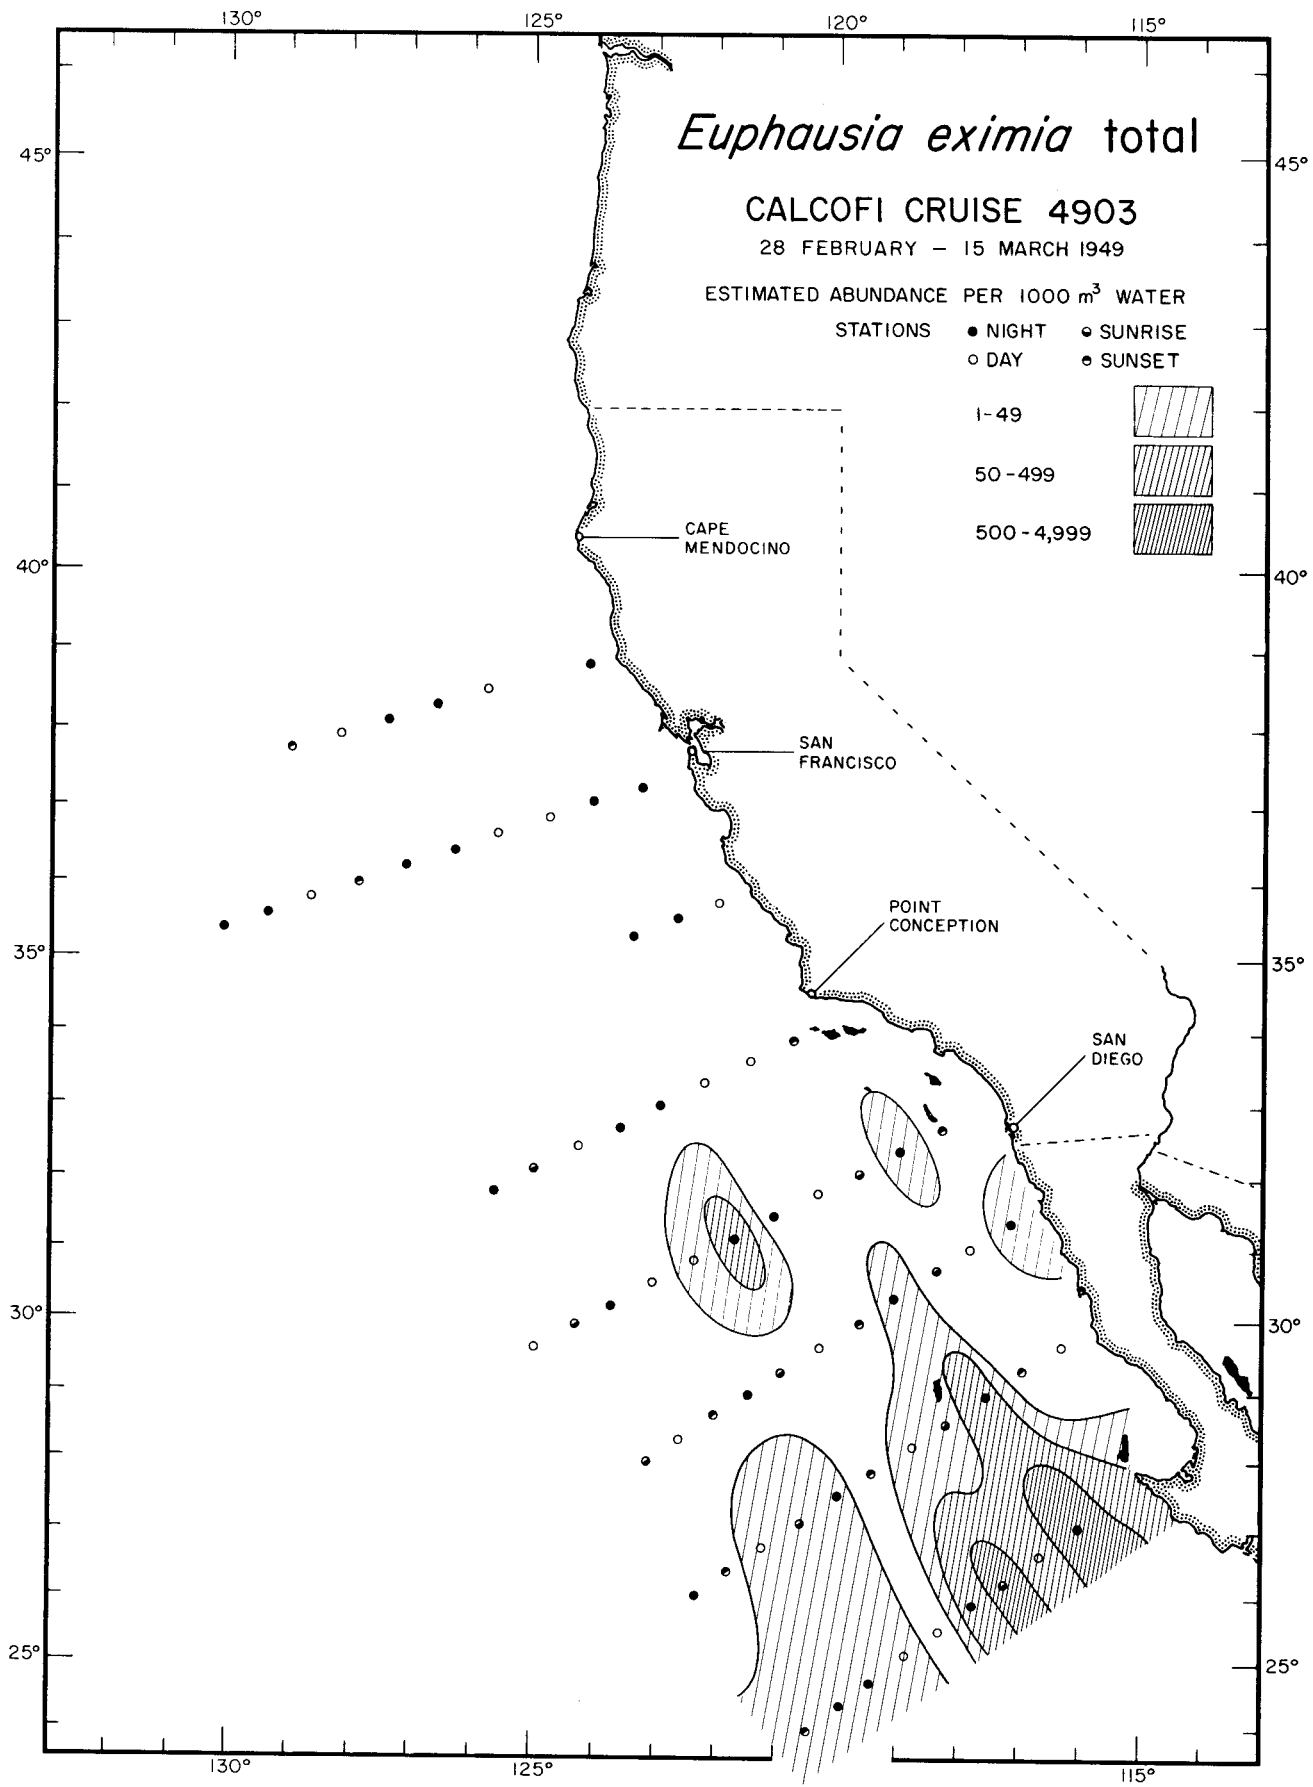 130° 125° 120° 115°
Euphausia eximia total
45° 45°
CALCOFI CRUISE 4903
28 FEBRUARY – 15 MARCH 1949
ESTIMATED ABUNDANCE PER 1000 m³ WATER
STATIONS ● NIGHT SUNRISE
○ DAY SUNSET
1-49
50-499
500-4,999
CAPE
MENDOCINO
40° 40°
SAN
FRANCISCO
POINT
CONCEPTION
35° 35°
SAN
DIEGO
30° 30°
25° 25°
130° 125° 115°